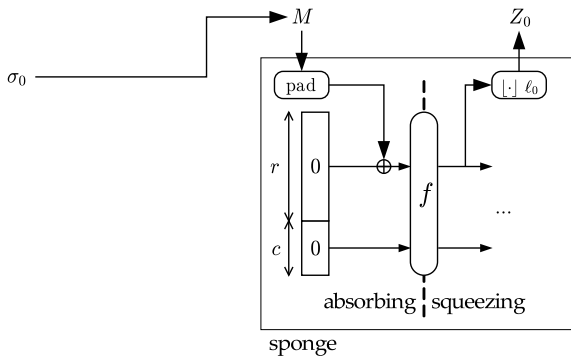 M
Z₀
σ₀
pad
⌊·⌋ ℓ₀
r
0
f
...
c
0
absorbing
squeezing
sponge